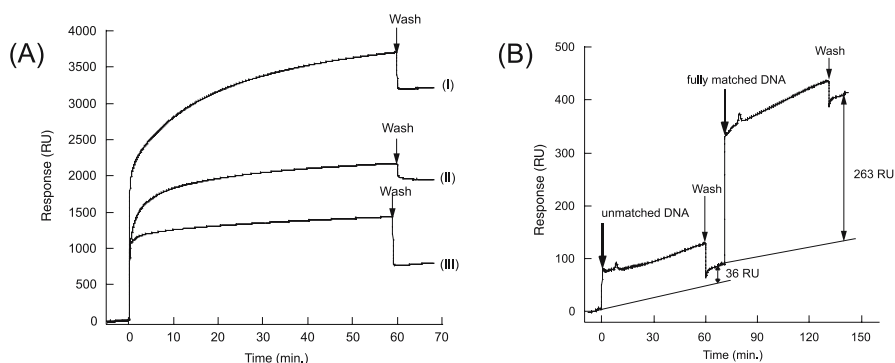 (A)
Response (RU)
4000
3500
3000
2500
2000
1500
1000
500
0
0
10
20
30
40
50
60
70
Time (min.)
Wash
(I)
Wash
(II)
Wash
(III)
(B)
Response (RU)
500
400
300
200
100
0
0
30
60
90
120
150
Time (min.)
unmatched DNA
Wash
36 RU
fully matched DNA
Wash
263 RU